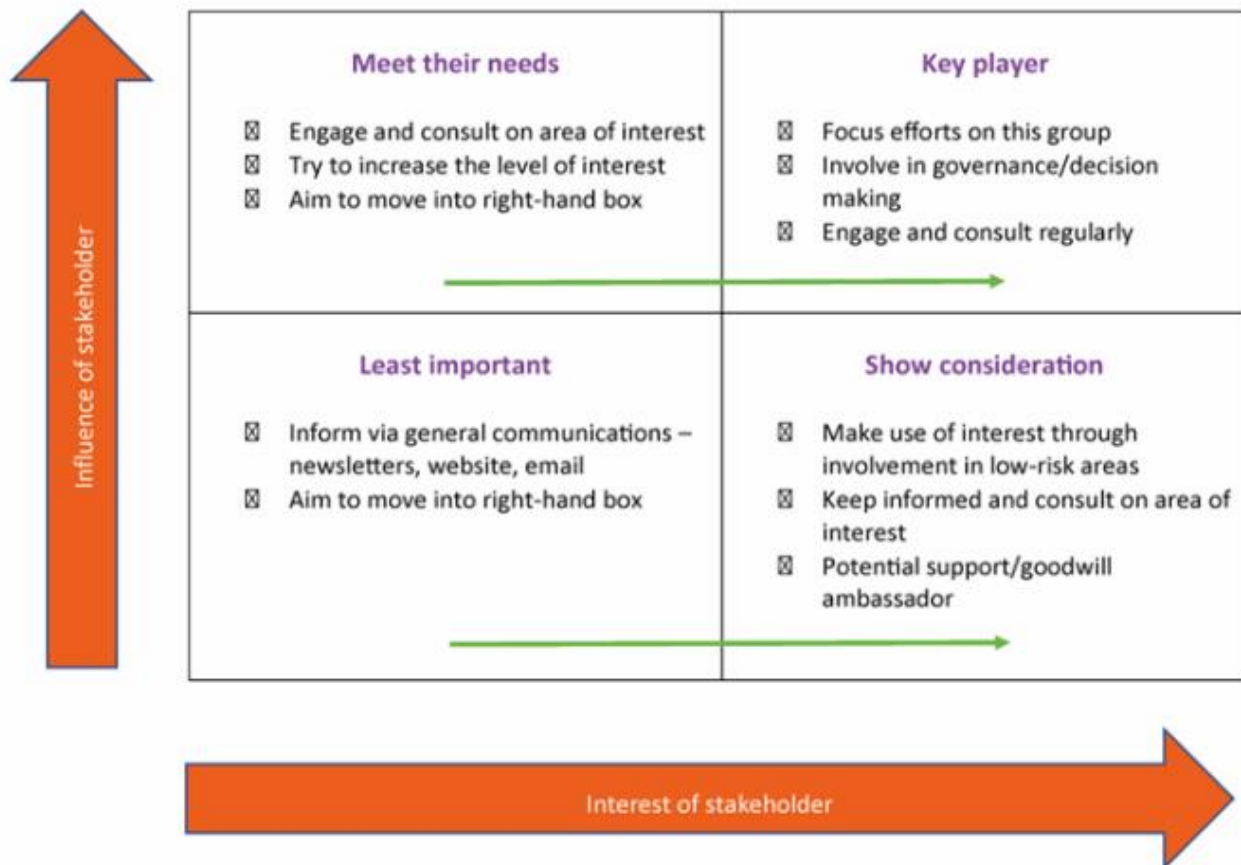 Influence of stakeholder
Meet their needs
☒ Engage and consult on area of interest
☒ Try to increase the level of interest
☒ Aim to move into right-hand box
Key player
☒ Focus efforts on this group
☒ Involve in governance/decision
making
☒ Engage and consult regularly
Least important
☒ Inform via general communications –
newsletters, website, email
☒ Aim to move into right-hand box
Show consideration
☒ Make use of interest through
involvement in low-risk areas
☒ Keep informed and consult on area of
interest
☒ Potential support/goodwill
ambassador
Interest of stakeholder